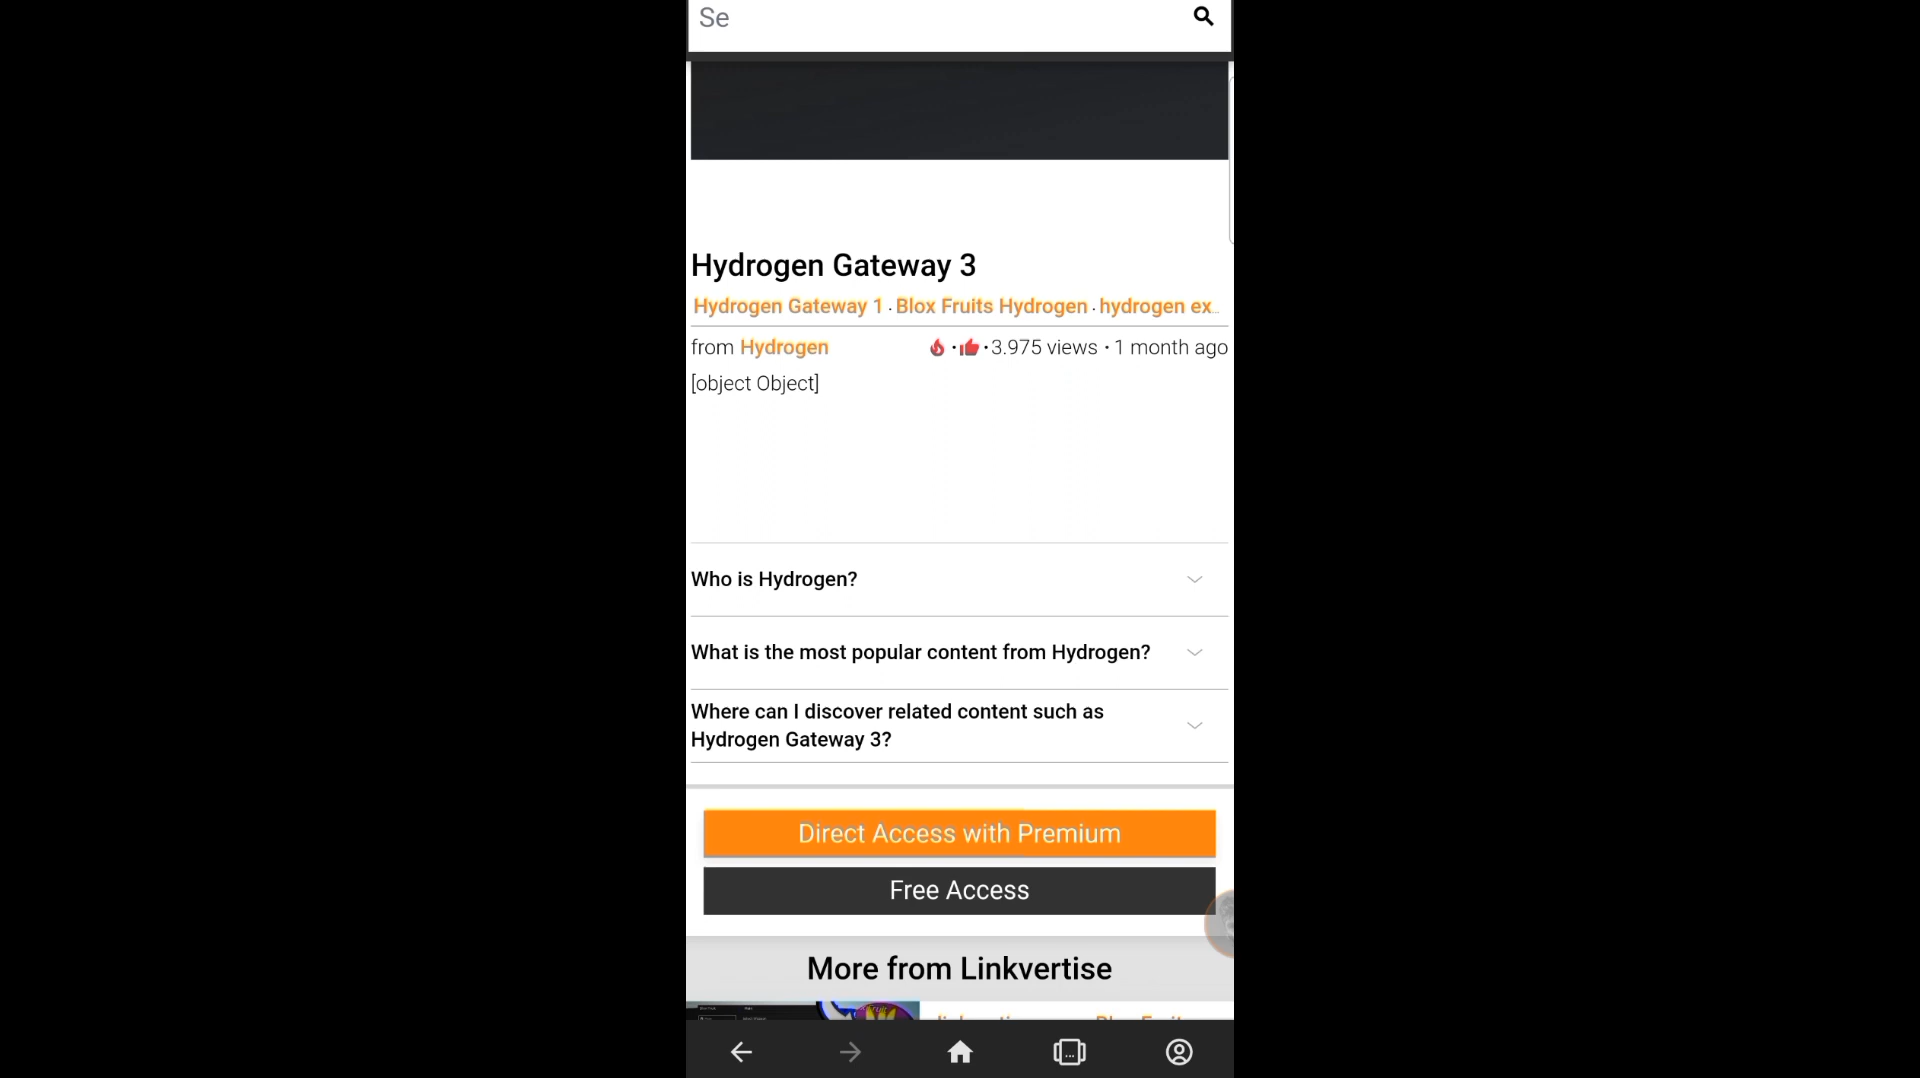 Se
Hydrogen Gateway 3
Hydrogen Gateway 1 · Blox Fruits Hydrogen · hydrogen ex...
from Hydrogen
· · 3.975 views · 1 month ago
[object Object]
Who is Hydrogen?
What is the most popular content from Hydrogen?
Where can I discover related content such as
Hydrogen Gateway 3?
Direct Access with Premium
Free Access
More from Linkvertise